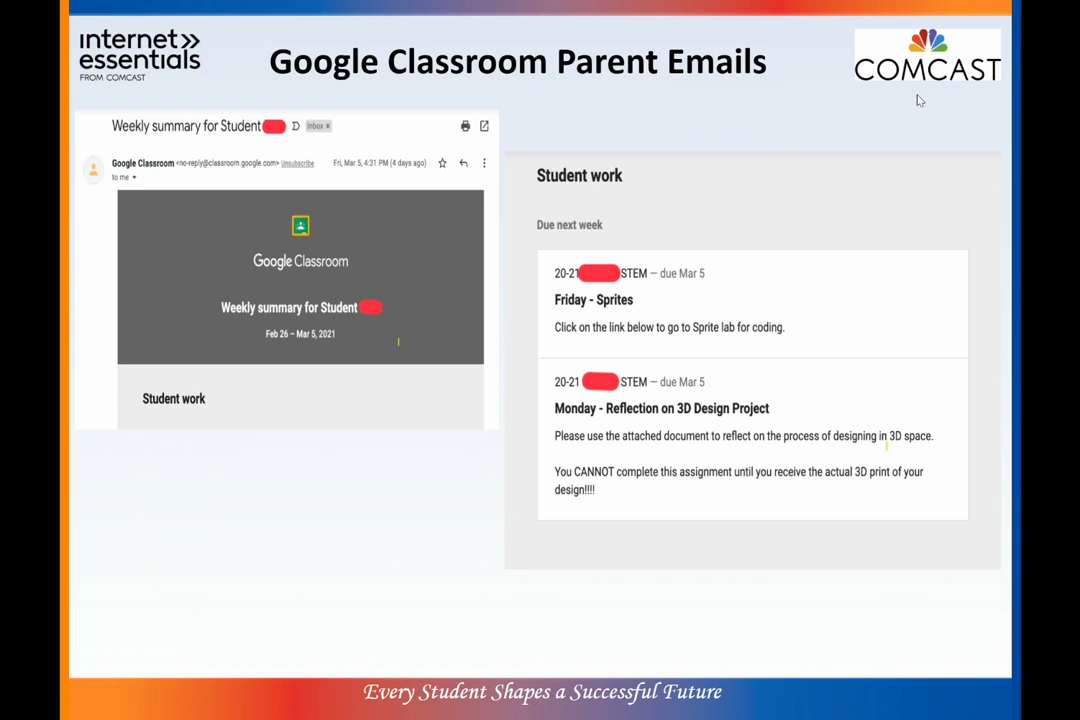 internet
essentials
FROM COMCAST
Google Classroom Parent Emails
COMCAST
Weekly summary for Student
Inbox x
Google Classroom <no-reply@classroom.google.com> Unsubscribe
Fri, Mar 5, 4:31 PM (4 days ago)
to me
Google Classroom
Weekly summary for Student
Feb 26 – Mar 5, 2021
Student work
Student work
Due next week
20-21 STEM – due Mar 5
Friday - Sprites
Click on the link below to go to Sprite lab for coding.
20-21 STEM – due Mar 5
Monday - Reflection on 3D Design Project
Please use the attached document to reflect on the process of designing in 3D space.
You CANNOT complete this assignment until you receive the actual 3D print of your
design!!!!
Every Student Shapes a Successful Future